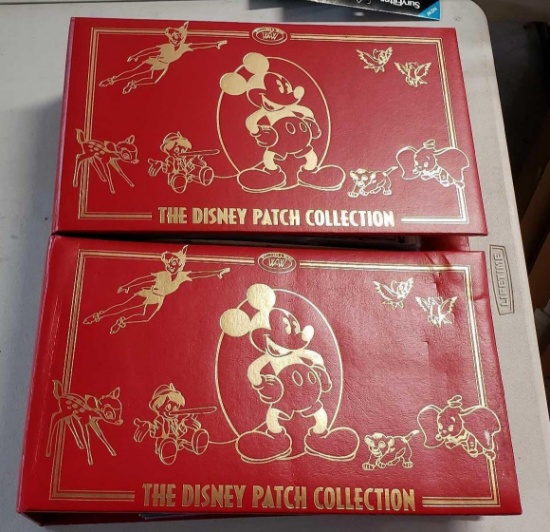 THE DISNEY PATCH COLLECTION
LIFETIME
THE DISNEY PATCH COLLECTION